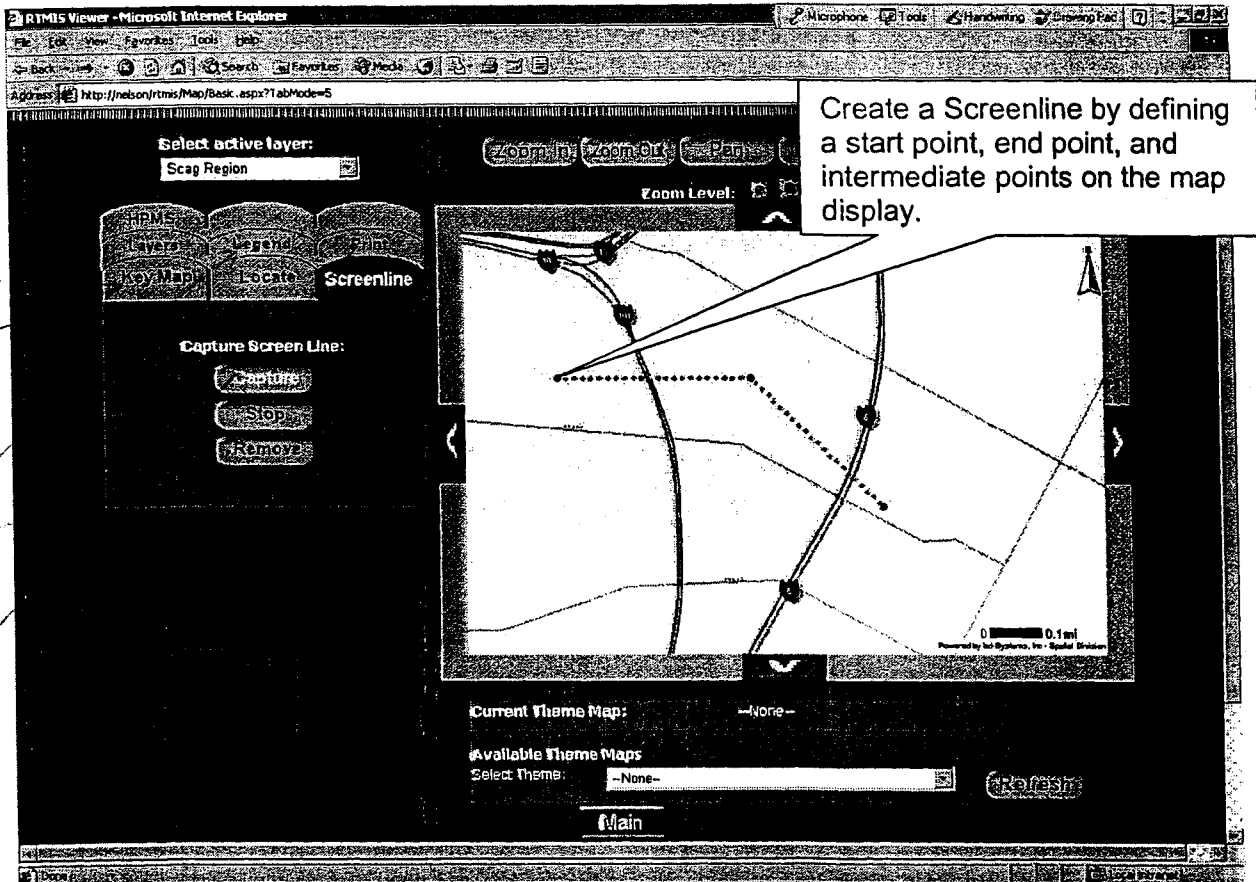 RTMIS Viewer - Microsoft Internet Explorer
Microphone Tools Handwriting Drawing Pad
File Edit View Favorites Tools Help
Back Search Favorites Media
Address http://nelson/rtmis/Map/Basic.aspx?TabMode=5
Create a Screenline by defining
a start point, end point, and
intermediate points on the map
display.
Select active layer:
Scag Region
Zoom In Zoom Out Pan
Zoom Level:
HPMS
Layers Legend Print
Key Map Locate Screenline
Capture Screen Line:
Capture
Stop
Remove
0 0.1 mi
Current Theme Map: --None--
Available Theme Maps
Select Theme: --None-- Refresh
Main
Done